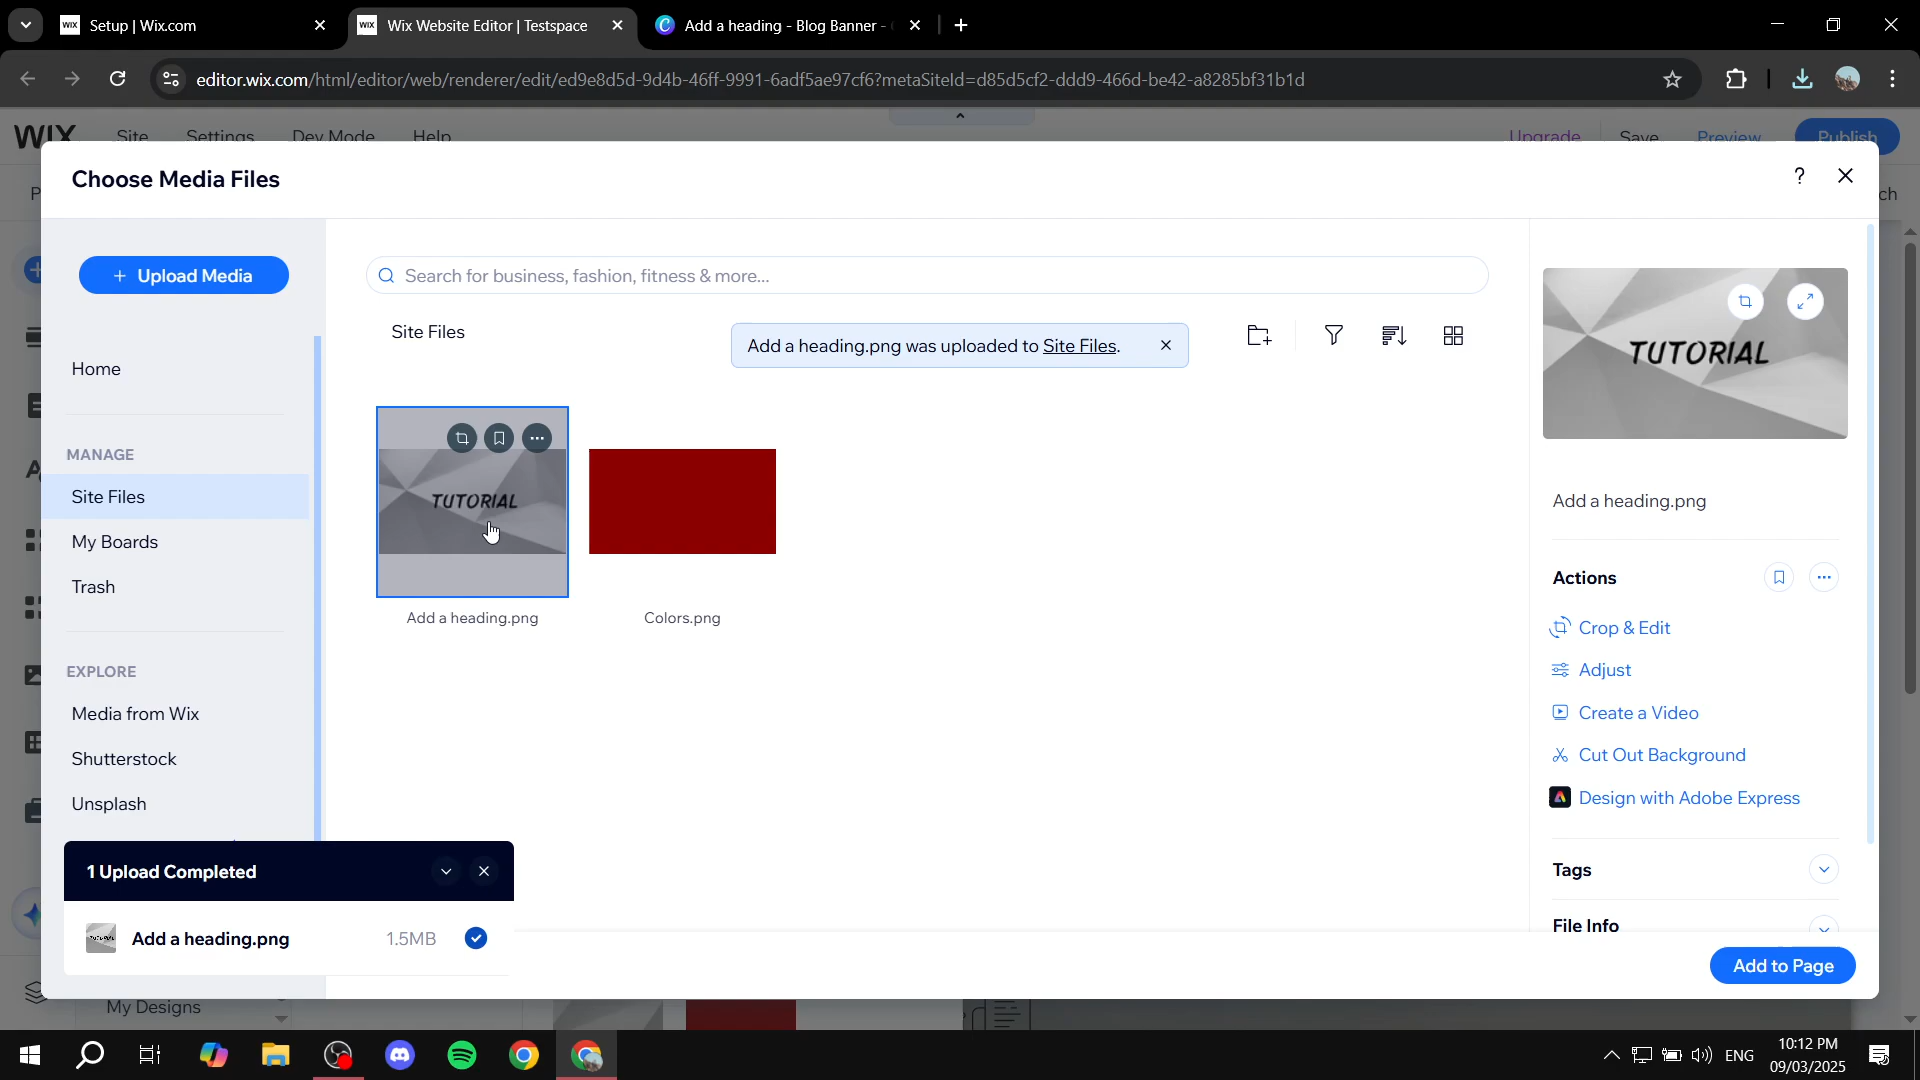 Setup | Wix.com
Wix Website Editor | Testspace
Add a heading - Blog Banner -
editor.wix.com/html/editor/web/renderer/edit/ed9e8d5d-9d4b-46ff-9991-6adf5ae97cf6?metaSiteId=d85d5cf2-ddd9-466d-be42-a8285bf31b1d
WIX Site Settings Dev Mode Help Upgrade Save Preview Publish
Choose Media Files
+ Upload Media
Search for business, fashion, fitness & more...
Site Files
Add a heading.png was uploaded to Site Files.
Home
MANAGE
Site Files
My Boards
Trash
EXPLORE
Media from Wix
Shutterstock
Unsplash
TUTORIAL
Add a heading.png
Colors.png
TUTORIAL
Add a heading.png
Actions
Crop & Edit
Adjust
Create a Video
Cut Out Background
Design with Adobe Express
Tags
File Info
Add to Page
1 Upload Completed
Add a heading.png 1.5MB
My Designs
ENG
10:12 PM
09/03/2025